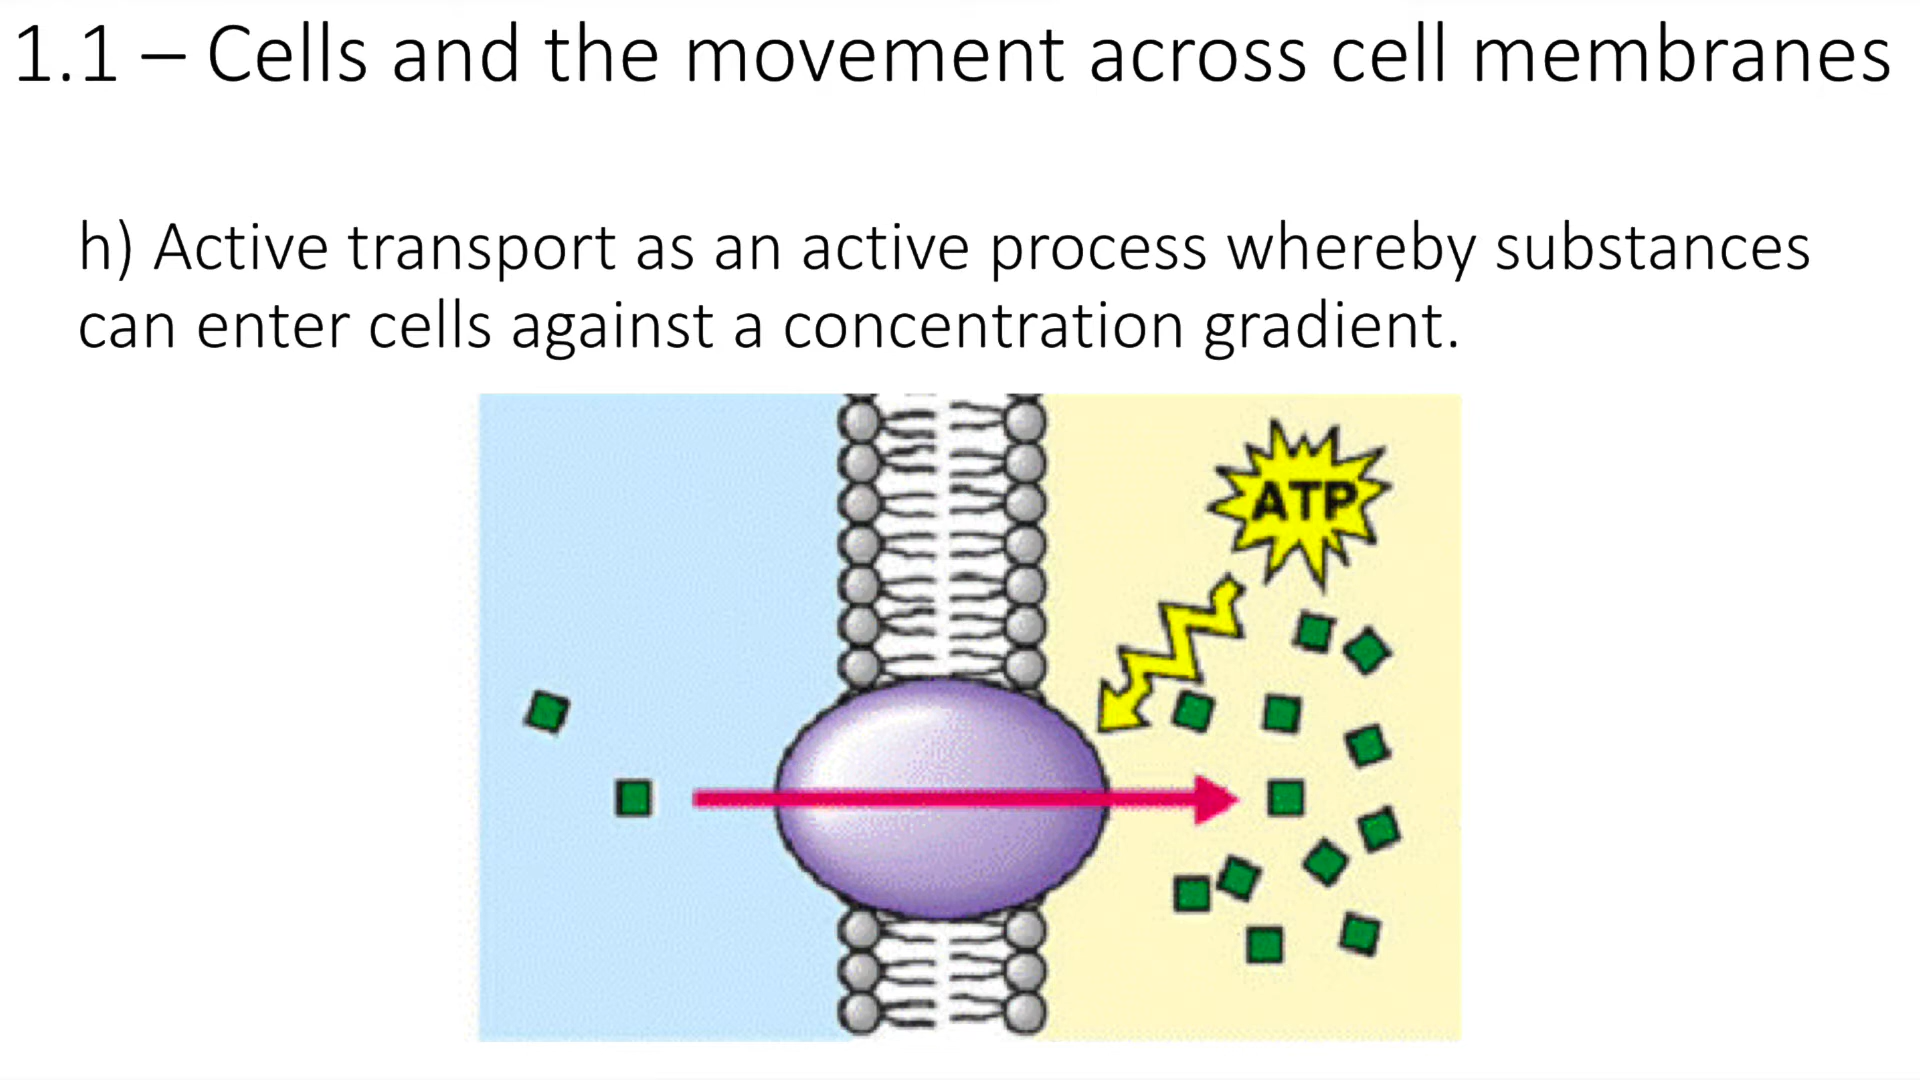 1.1 – Cells and the movement across cell membranes
h) Active transport as an active process whereby substances
can enter cells against a concentration gradient.
ATP